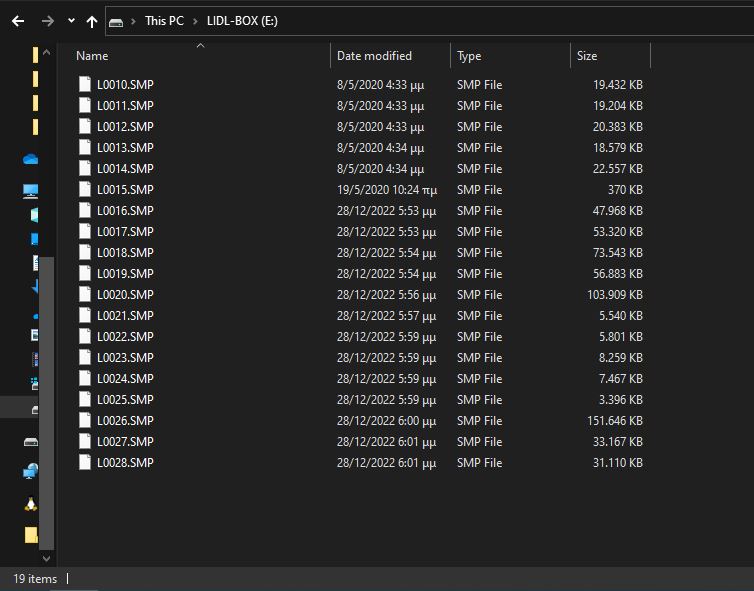 This PC > LIDL-BOX (E:)
Name Date modified Type Size
L0010.SMP 8/5/2020 4:33 μμ SMP File 19.432 KB
L0011.SMP 8/5/2020 4:33 μμ SMP File 19.204 KB
L0012.SMP 8/5/2020 4:33 μμ SMP File 20.383 KB
L0013.SMP 8/5/2020 4:34 μμ SMP File 18.579 KB
L0014.SMP 8/5/2020 4:34 μμ SMP File 22.557 KB
L0015.SMP 19/5/2020 10:24 πμ SMP File 370 KB
L0016.SMP 28/12/2022 5:53 μμ SMP File 47.968 KB
L0017.SMP 28/12/2022 5:53 μμ SMP File 53.320 KB
L0018.SMP 28/12/2022 5:54 μμ SMP File 73.543 KB
L0019.SMP 28/12/2022 5:54 μμ SMP File 56.883 KB
L0020.SMP 28/12/2022 5:56 μμ SMP File 103.909 KB
L0021.SMP 28/12/2022 5:57 μμ SMP File 5.540 KB
L0022.SMP 28/12/2022 5:59 μμ SMP File 5.801 KB
L0023.SMP 28/12/2022 5:59 μμ SMP File 8.259 KB
L0024.SMP 28/12/2022 5:59 μμ SMP File 7.467 KB
L0025.SMP 28/12/2022 5:59 μμ SMP File 3.396 KB
L0026.SMP 28/12/2022 6:00 μμ SMP File 151.646 KB
L0027.SMP 28/12/2022 6:01 μμ SMP File 33.167 KB
L0028.SMP 28/12/2022 6:01 μμ SMP File 31.110 KB
19 items